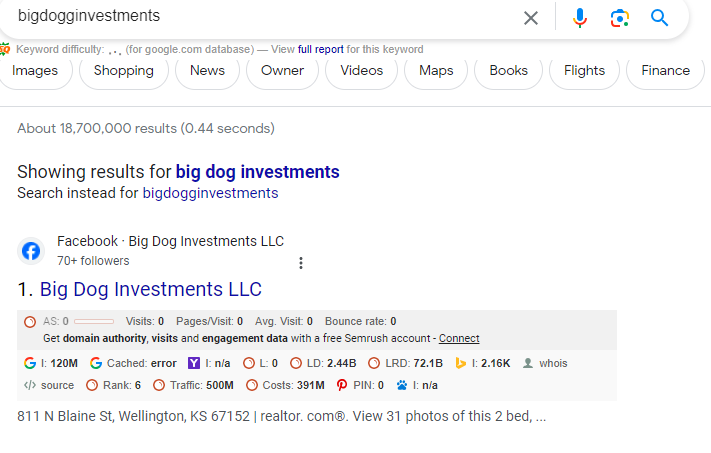 bigdogginvestments
Keyword difficulty: . . . (for google.com database) — View full report for this keyword
Images Shopping News Owner Videos Maps Books Flights Finance
About 18,700,000 results (0.44 seconds)
Showing results for big dog investments
Search instead for bigdogginvestments
Facebook · Big Dog Investments LLC
70+ followers
1. Big Dog Investments LLC
AS: 0 Visits: 0 Pages/Visit: 0 Avg. Visit: 0 Bounce rate: 0
Get domain authority, visits and engagement data with a free Semrush account - Connect
I: 120M Cached: error I: n/a L: 0 LD: 2.44B LRD: 72.1B I: 2.16K whois
</> source Rank: 6 Traffic: 500M Costs: 391M PIN: 0 I: n/a
811 N Blaine St, Wellington, KS 67152 | realtor. com®. View 31 photos of this 2 bed, ...